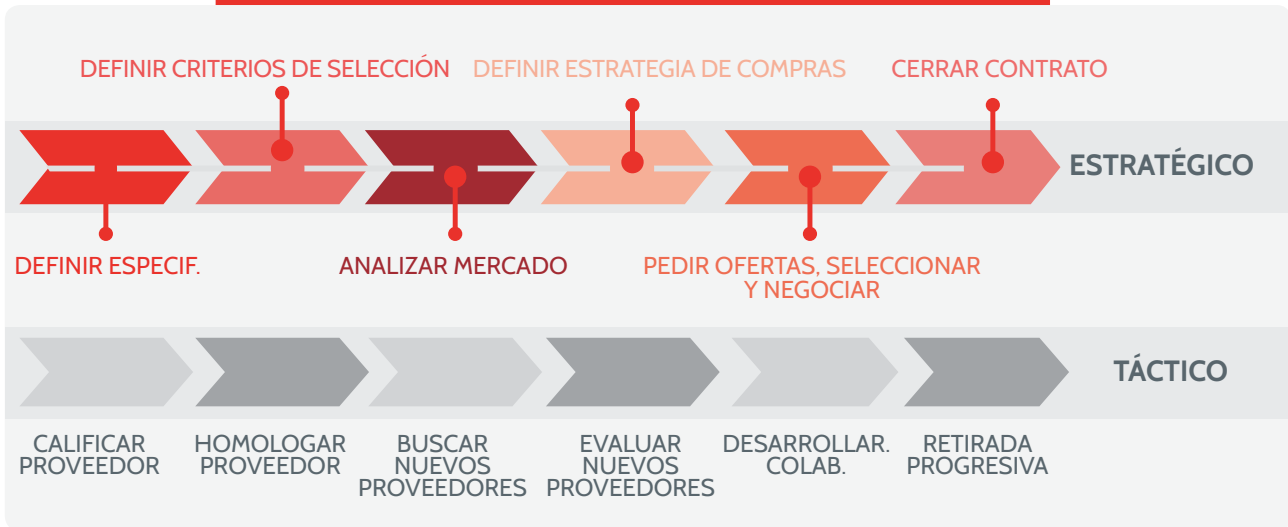 DEFINIR CRITERIOS DE SELECCIÓN
DEFINIR ESTRATEGIA DE COMPRAS
CERRAR CONTRATO
ESTRATÉGICO
DEFINIR ESPECIF.
ANALIZAR MERCADO
PEDIR OFERTAS, SELECCIONAR
Y NEGOCIAR
TÁCTICO
CALIFICAR
PROVEEDOR
HOMOLOGAR
PROVEEDOR
BUSCAR
NUEVOS
PROVEEDORES
EVALUAR
NUEVOS
PROVEEDORES
DESARROLLAR.
COLAB.
RETIRADA
PROGRESIVA